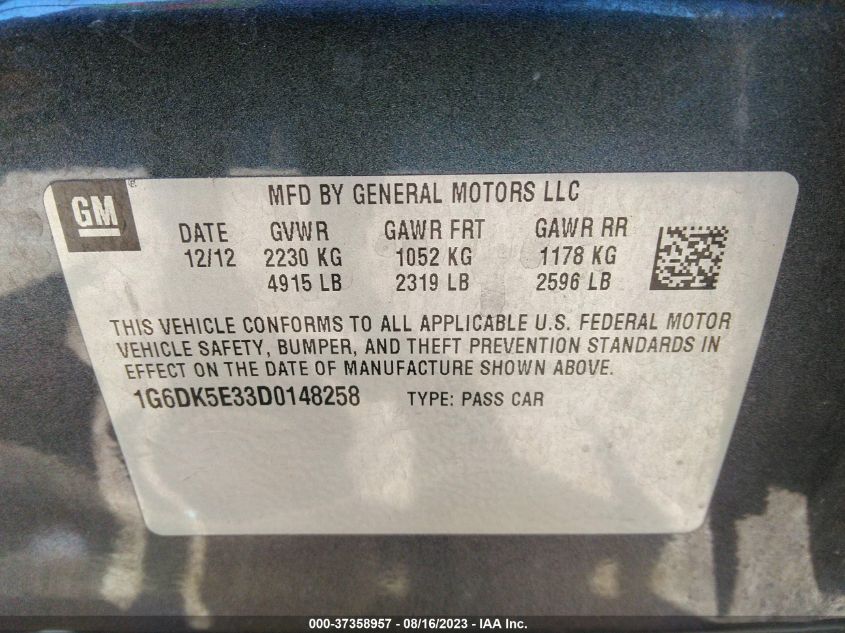 GM
MFD BY GENERAL MOTORS LLC
DATE GVWR GAWR FRT GAWR RR
12/12 2230 KG 1052 KG 1178 KG
4915 LB 2319 LB 2596 LB
THIS VEHICLE CONFORMS TO ALL APPLICABLE U.S. FEDERAL MOTOR
VEHICLE SAFETY, BUMPER, AND THEFT PREVENTION STANDARDS IN
EFFECT ON THE DATE OF MANUFACTURE SHOWN ABOVE.
1G6DK5E33D0148258 TYPE: PASS CAR
000-37358957 - 08/16/2023 - IAA Inc.